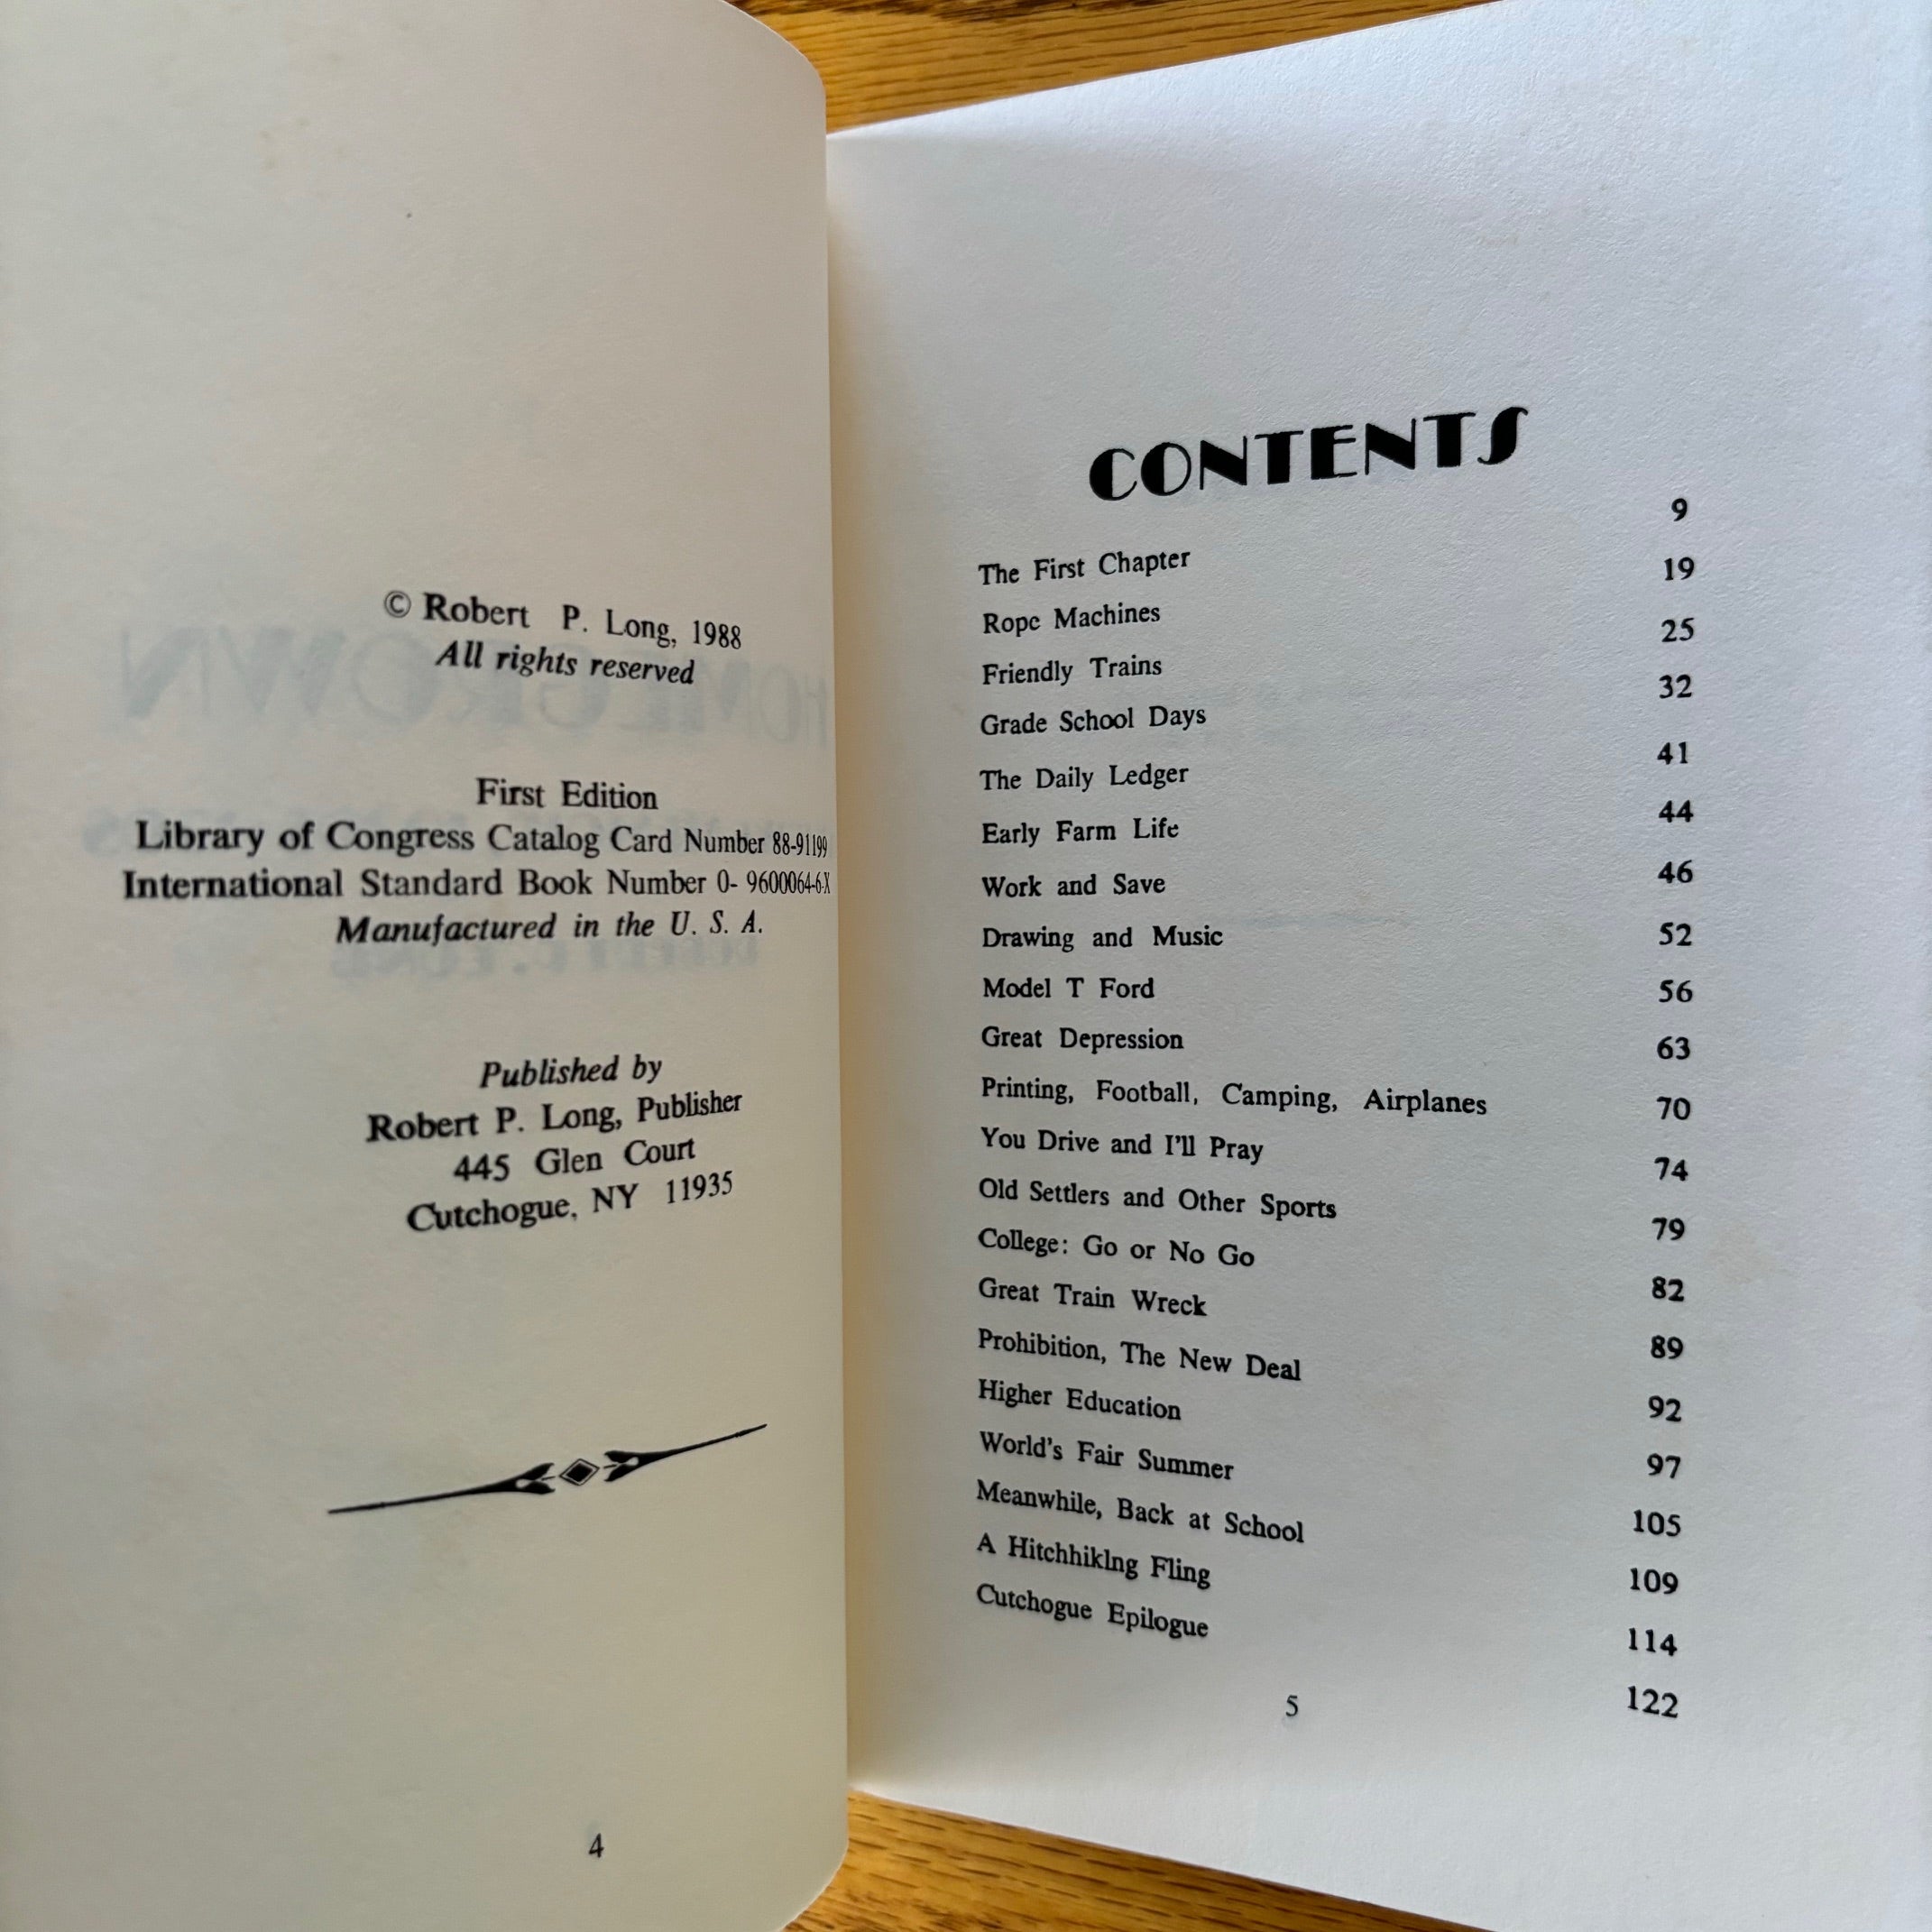 © Robert P. Long, 1988
All rights reserved
First Edition
Library of Congress Catalog Card Number 88-91199
International Standard Book Number 0- 9600064-6-X
Manufactured in the U. S. A.
Published by
Robert P. Long, Publisher
445 Glen Court
Cutchogue, NY 11935
4
CONTENTS
The First Chapter 9
Rope Machines 19
Friendly Trains 25
Grade School Days 32
The Daily Ledger 41
Early Farm Life 44
Work and Save 46
Drawing and Music 52
Model T Ford 56
Great Depression 63
Printing, Football, Camping, Airplanes 70
You Drive and I'll Pray 74
Old Settlers and Other Sports 79
College: Go or No Go 82
Great Train Wreck 89
Prohibition, The New Deal 92
Higher Education 97
World's Fair Summer 105
Meanwhile, Back at School 109
A Hitchhiklng Fling 114
Cutchogue Epilogue 122
5